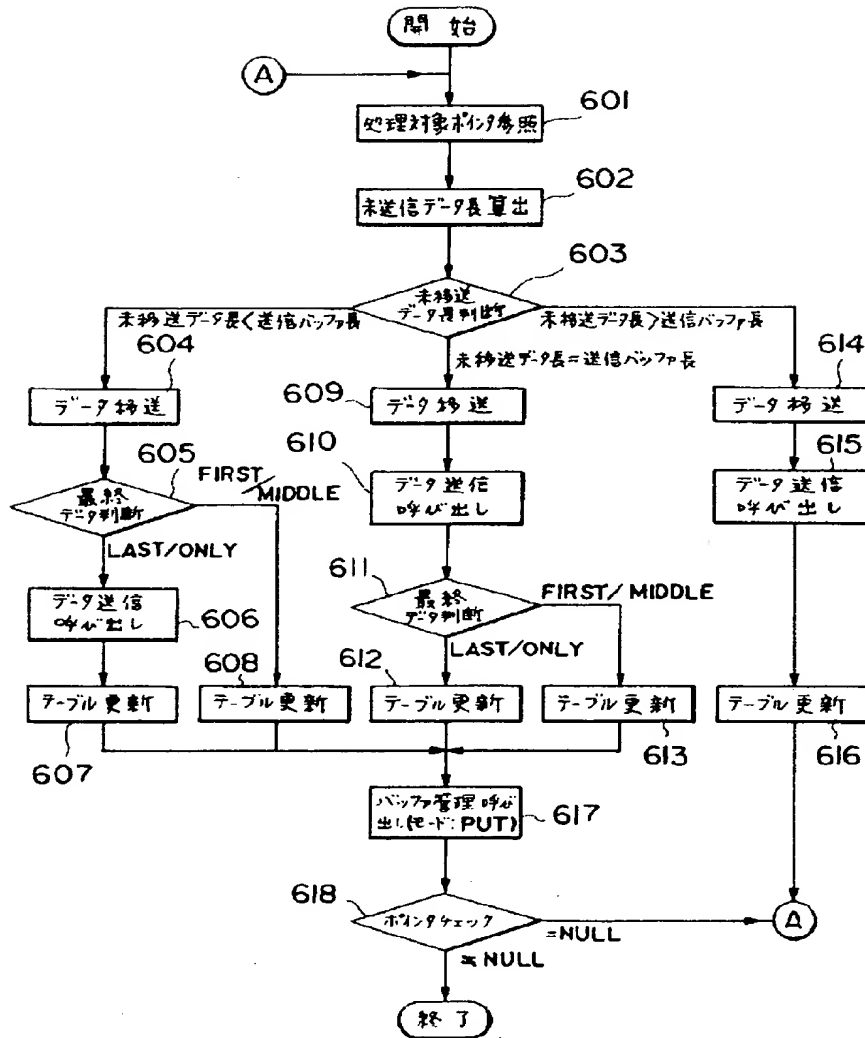 開始
A
601
処理対象ポインタ参照
602
未送信データ長算出
603
未移送
データ長判断
未移送データ長<送信バッファ長
未移送データ長>送信バッファ長
未移送データ長=送信バッファ長
604
データ移送
609
データ移送
614
データ移送
605
最終
データ判断
FIRST
/MIDDLE
LAST/ONLY
610
データ送信
呼び出し
615
データ送信
呼び出し
611
最終
データ判断
FIRST/MIDDLE
LAST/ONLY
データ送信
呼び出し
606
テーブル更新
607
608
テーブル更新
612
テーブル更新
テーブル更新
613
テーブル更新
616
バッファ管理呼び
出し(モード:PUT)
617
618
ポインタチェック
=NULL
≠NULL
A
終了